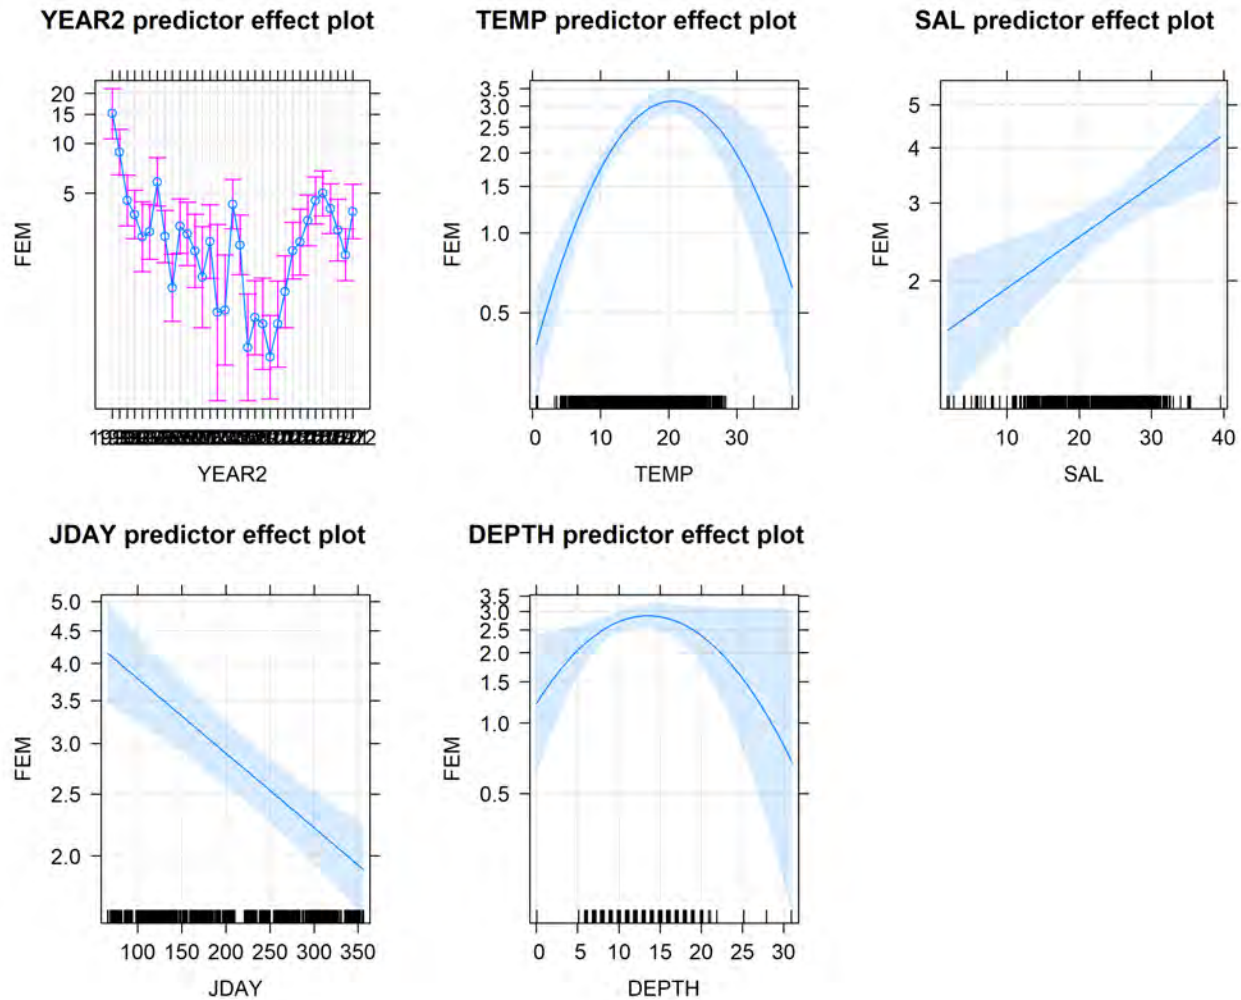 YEAR2 predictor effect plot
20
15
10
5
FEM
YEAR2
TEMP predictor effect plot
3.5
3.0
2.5
2.0
1.5
1.0
0.5
FEM
0 10 20 30
TEMP
SAL predictor effect plot
5
4
3
2
FEM
10 20 30 40
SAL
JDAY predictor effect plot
5.0
4.5
4.0
3.5
3.0
2.5
2.0
FEM
100 150 200 250 300 350
JDAY
DEPTH predictor effect plot
3.5
3.0
2.5
2.0
1.5
1.0
0.5
FEM
0 5 10 15 20 25 30
DEPTH